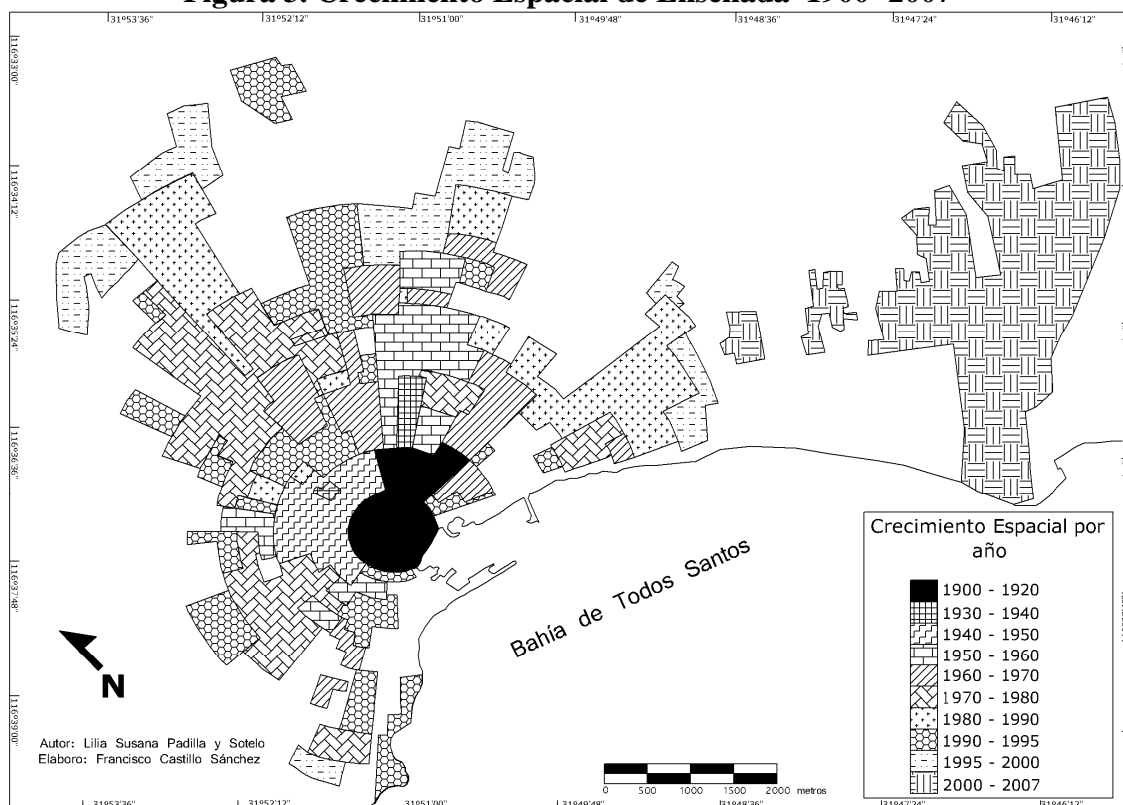 Figura 3. Crecimiento Espacial de Ensenada 1900- 2007
31°53'36"
31°52'12"
31°51'00"
31°49'48"
31°48'36"
31°47'24"
31°46'12"
116°33'00"
116°34'12"
116°35'24"
116°36'36"
116°37'48"
116°39'00"
Bahía de Todos Santos
N
Autor: Lilia Susana Padilla y Sotelo
Elaboro: Francisco Castillo Sánchez
0 500 1000 1500 2000 metros
Crecimiento Espacial por
año
1900 - 1920
1930 - 1940
1940 - 1950
1950 - 1960
1960 - 1970
1970 - 1980
1980 - 1990
1990 - 1995
1995 - 2000
2000 - 2007
31°53'36"
31°52'12"
31°51'00"
31°49'48"
31°48'36"
31°47'24"
31°46'12"